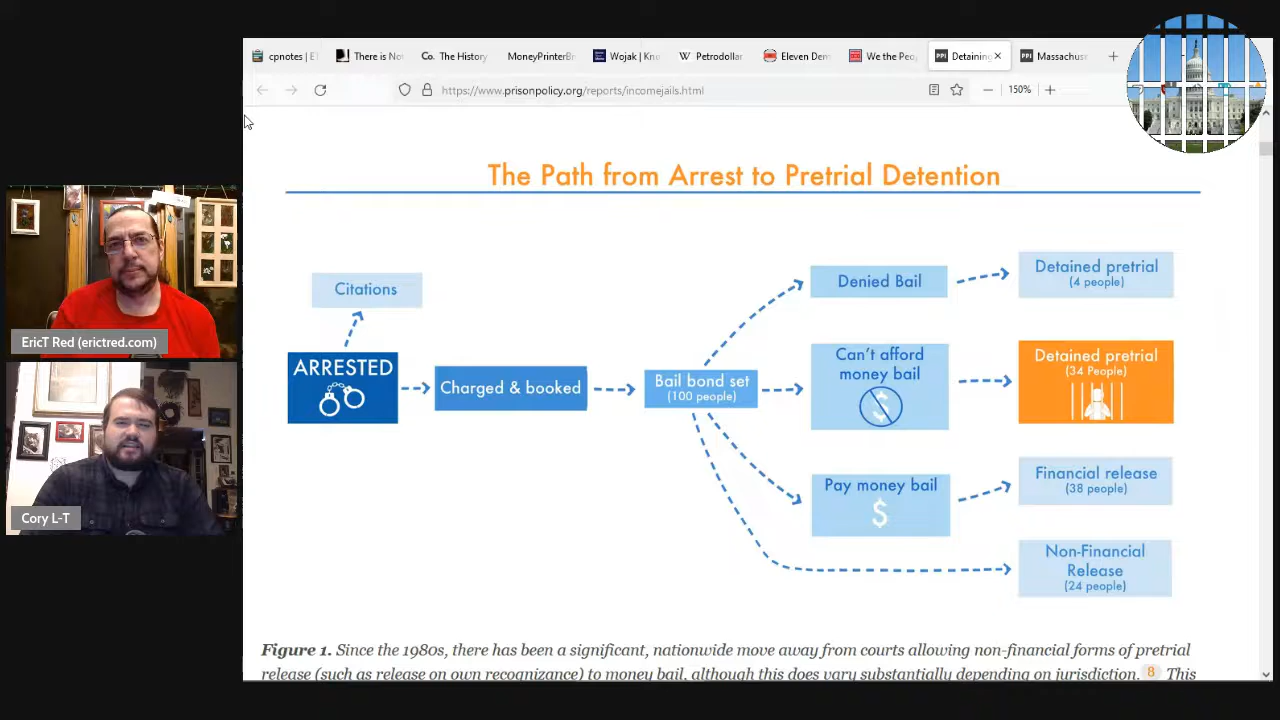 cpnotes | E
There is No
Co. The History
MoneyPrinterBr
Wojak | Kno
W Petrodollar
Eleven Dem
We the Peo
PPI Detaining
PPI Massachuse
https://www.prisonpolicy.org/reports/incomejails.html
150%
The Path from Arrest to Pretrial Detention
Citations
ARRESTED
Charged & booked
Bail bond set
(100 people)
Denied Bail
Detained pretrial
(4 people)
Can't afford
money bail
$
Detained pretrial
(34 People)
Pay money bail
$
Financial release
(38 people)
Non-Financial
Release
(24 people)
Figure 1. Since the 1980s, there has been a significant, nationwide move away from courts allowing non-financial forms of pretrial
release (such as release on own recognizance) to money bail, although this does vary substantially depending on jurisdiction. 8 This
EricT Red (erictred.com)
Cory L-T